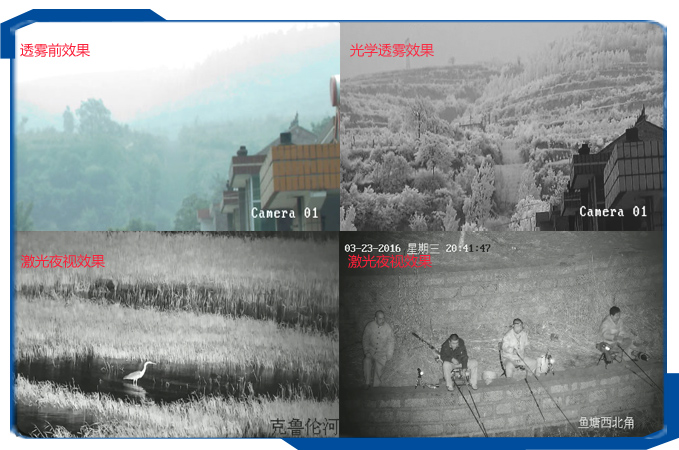 透雾前效果
光学透雾效果
Camera 01
Camera 01
激光夜视效果
03-23-2016 星期三 20:41:47
激光夜视效果
克鲁伦河
鱼塘西北角